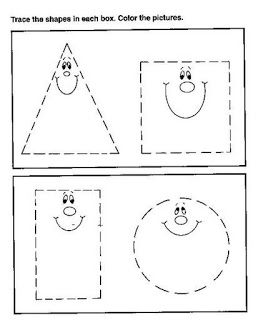 Trace the shapes in each box. Color the pictures.